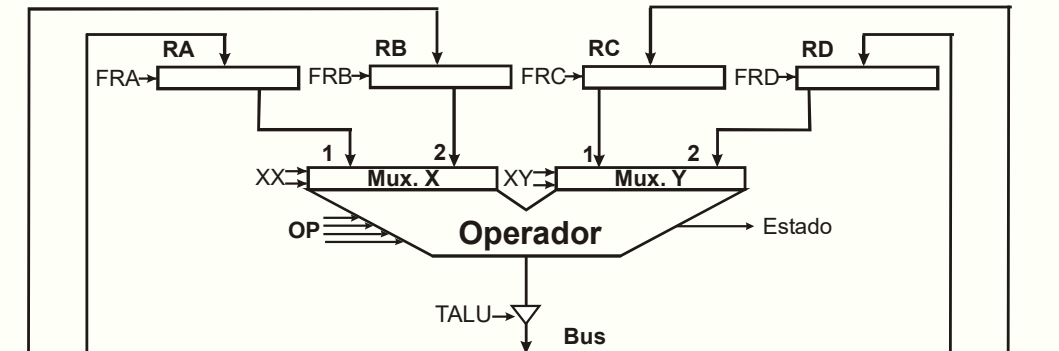 RA RB RC RD
FRA FRB FRC FRD
1 2 1 2
XX Mux. X XY Mux. Y
OP Operador Estado
TALU
Bus